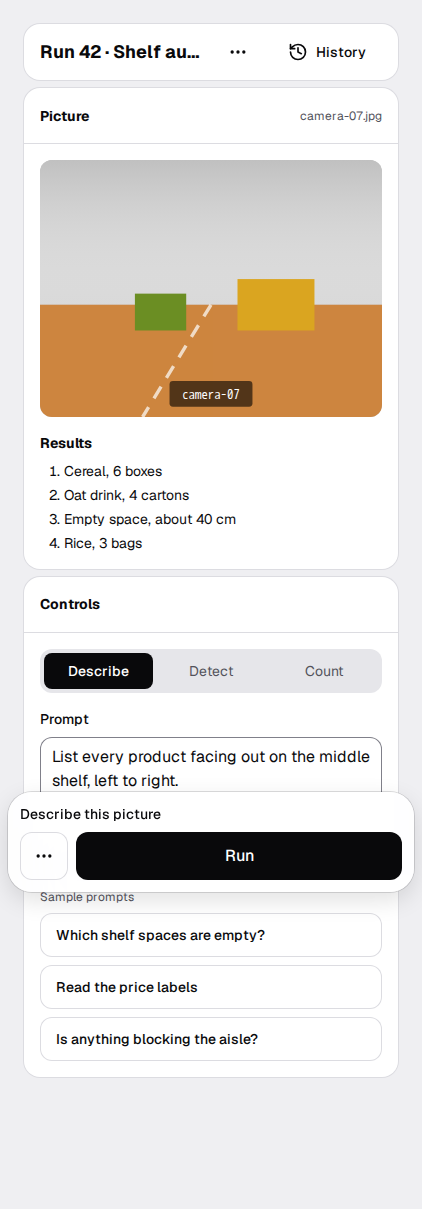 Run 42 · Shelf au...
History
Picture
camera-07.jpg
camera-07
Results
1. Cereal, 6 boxes
2. Oat drink, 4 cartons
3. Empty space, about 40 cm
4. Rice, 3 bags
Controls
Describe
Detect
Count
Prompt
List every product facing out on the middle
shelf, left to right.
Describe this picture
Run
Sample prompts
Which shelf spaces are empty?
Read the price labels
Is anything blocking the aisle?